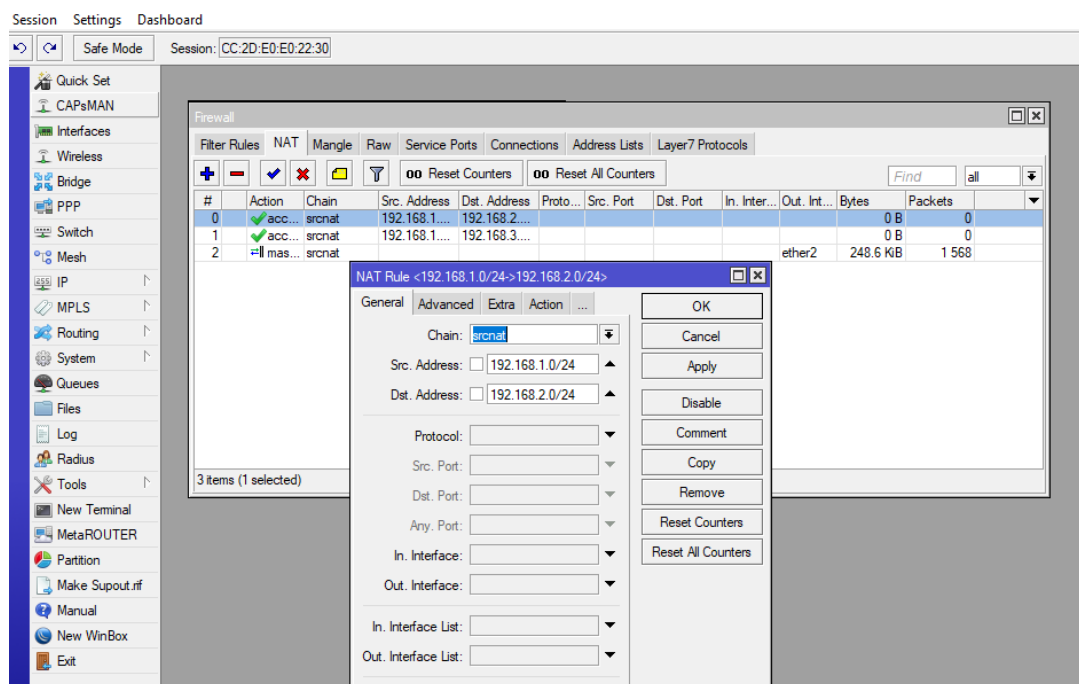 Session Settings Dashboard
Safe Mode Session: CC:2D:E0:E0:22:30
Quick Set
CAPsMAN
Interfaces
Wireless
Bridge
PPP
Switch
Mesh
IP
MPLS
Routing
System
Queues
Files
Log
Radius
Tools
New Terminal
MetaROUTER
Partition
Make Supout.rif
Manual
New WinBox
Exit
Firewall
Filter Rules NAT Mangle Raw Service Ports Connections Address Lists Layer7 Protocols
00 Reset Counters 00 Reset All Counters Find all
# Action Chain Src. Address Dst. Address Proto... Src. Port Dst. Port In. Inter... Out. Int... Bytes Packets
0 acc... srcnat 192.168.1.... 192.168.2.... 0 B 0
1 acc... srcnat 192.168.1.... 192.168.3.... 0 B 0
2 mas... srcnat ether2 248.6 KiB 1 568
3 items (1 selected)
NAT Rule <192.168.1.0/24->192.168.2.0/24>
General Advanced Extra Action ...
Chain: srcnat
Src. Address: 192.168.1.0/24
Dst. Address: 192.168.2.0/24
Protocol:
Src. Port:
Dst. Port:
Any. Port:
In. Interface:
Out. Interface:
In. Interface List:
Out. Interface List:
OK
Cancel
Apply
Disable
Comment
Copy
Remove
Reset Counters
Reset All Counters